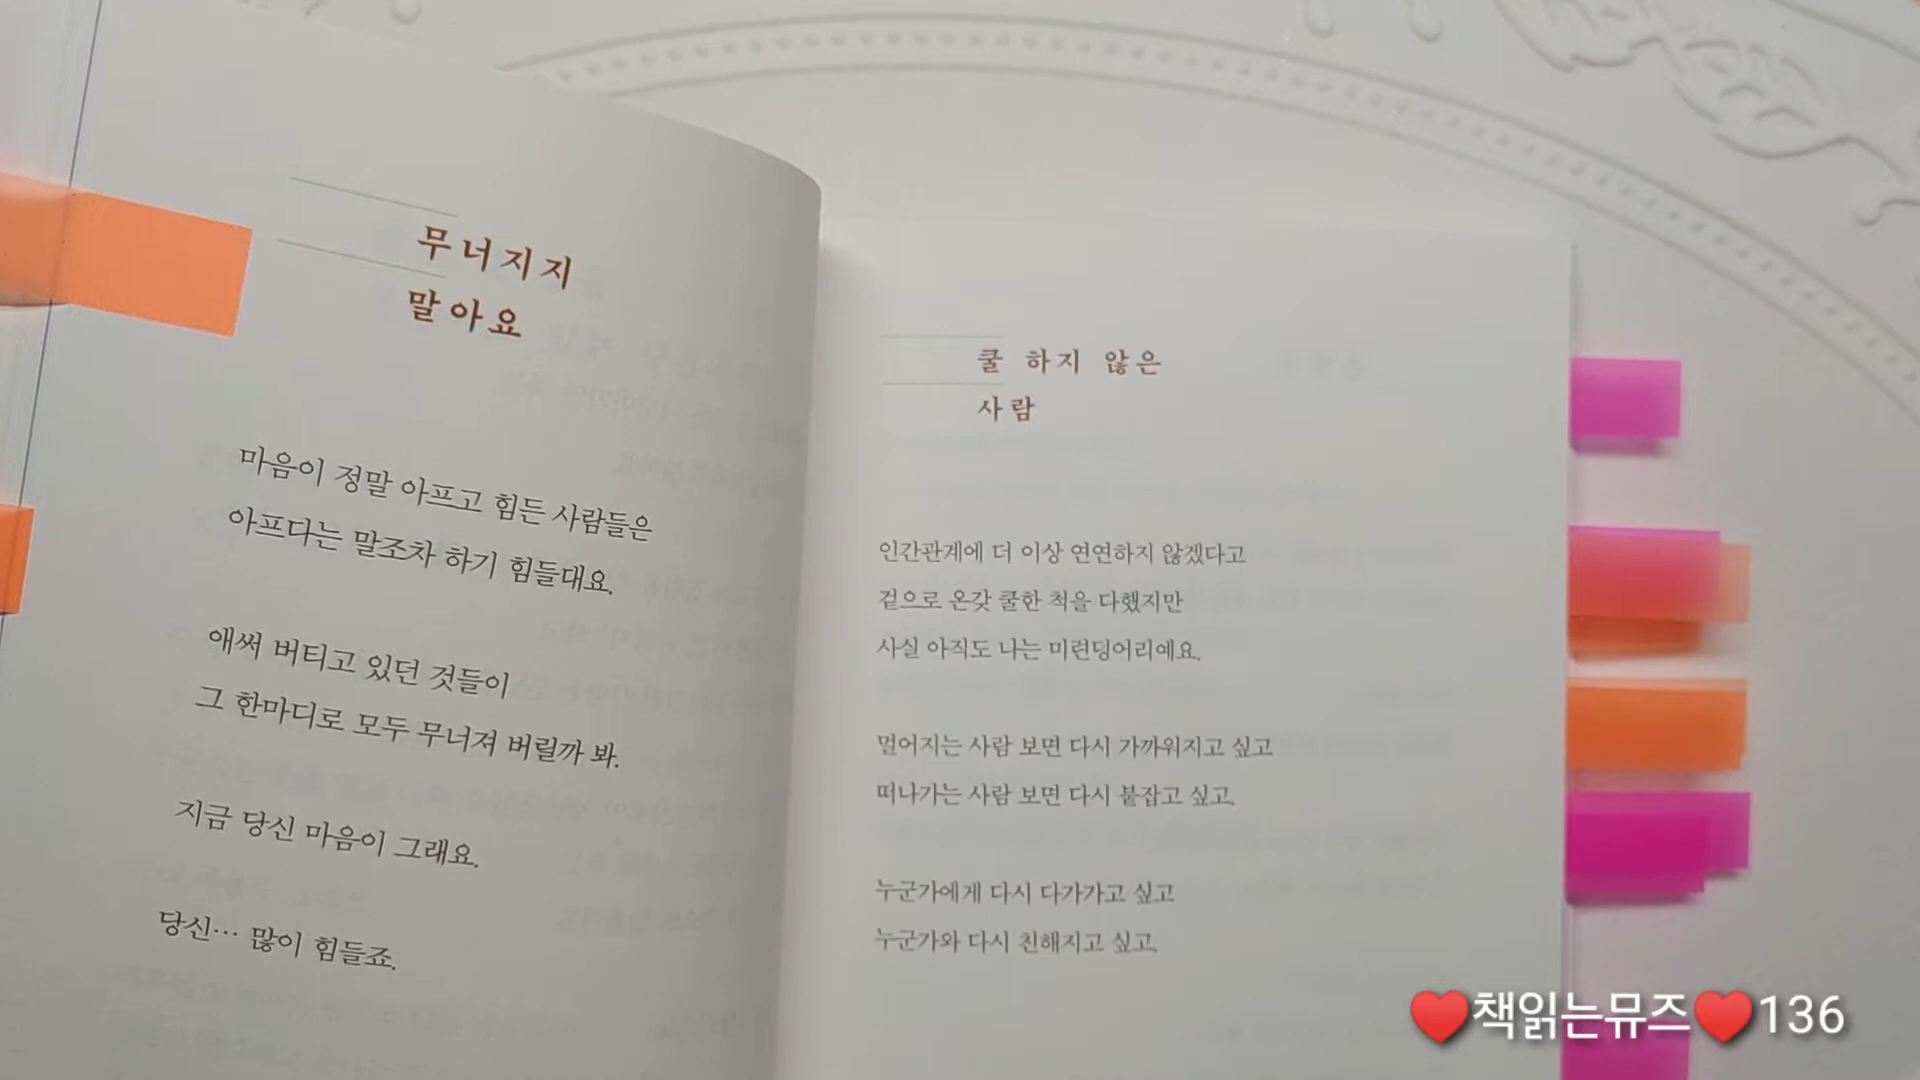 무너지지
말아요
마음이 정말 아프고 힘든 사람들은
아프다는 말조차 하기 힘들대요.
애써 버티고 있던 것들이
그 한마디로 모두 무너져 버릴까 봐.
지금 당신 마음이 그래요.
당신… 많이 힘들죠.
쿨 하지 않은
사람
인간관계에 더 이상 연연하지 않겠다고
겉으로 온갖 쿨한 척을 다했지만
사실 아직도 나는 미련덩어리예요.
멀어지는 사람 보면 다시 가까워지고 싶고
떠나가는 사람 보면 다시 붙잡고 싶고.
누군가에게 다시 다가가고 싶고
누군가와 다시 친해지고 싶고.
❤️책읽는뮤즈❤️136